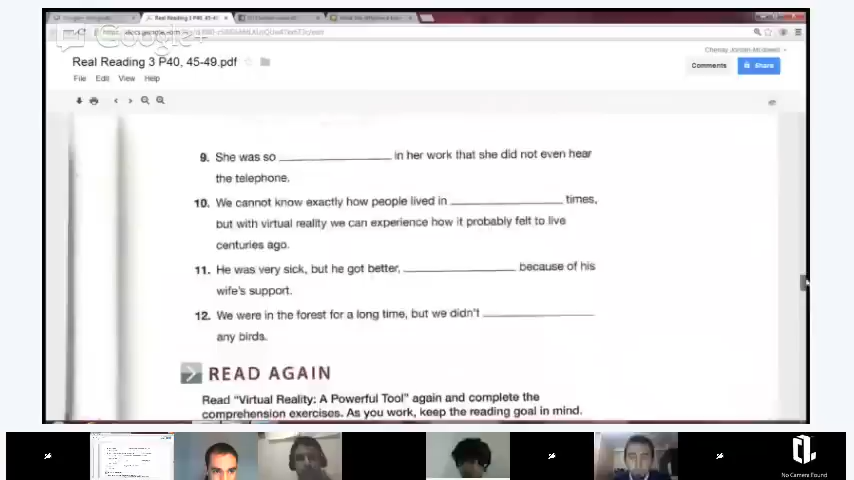 Google+
Real Reading 3 P40, 45-49.pdf
Comments
Share
File Edit View Help
9. She was so ____________ in her work that she did not even hear
the telephone.
10. We cannot know exactly how people lived in ____________ times,
but with virtual reality we can experience how it probably felt to live
centuries ago.
11. He was very sick, but he got better, ____________ because of his
wife's support.
12. We were in the forest for a long time, but we didn't ____________
any birds.
READ AGAIN
Read "Virtual Reality: A Powerful Tool" again and complete the
comprehension exercises. As you work, keep the reading goal in mind.
No Camera Found